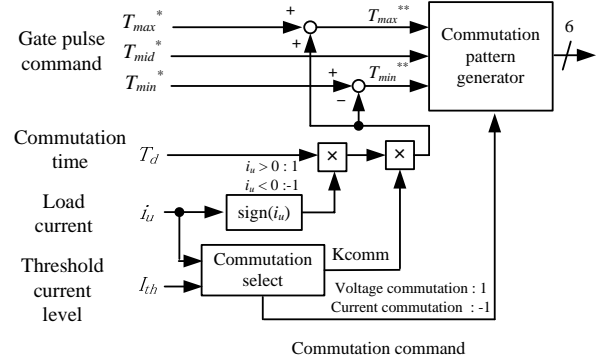 Gate pulse command
T_max*
T_mid*
T_min*
+
+
T_max**
+
−
T_min**
Commutation pattern generator
6
Commutation time
T_d
×
×
i_u > 0 : 1
i_u < 0 :-1
Load current
i_u
sign(i_u)
Threshold current level
I_th
Commutation select
Kcomm
Voltage commutation : 1
Current commutation : -1
Commutation command